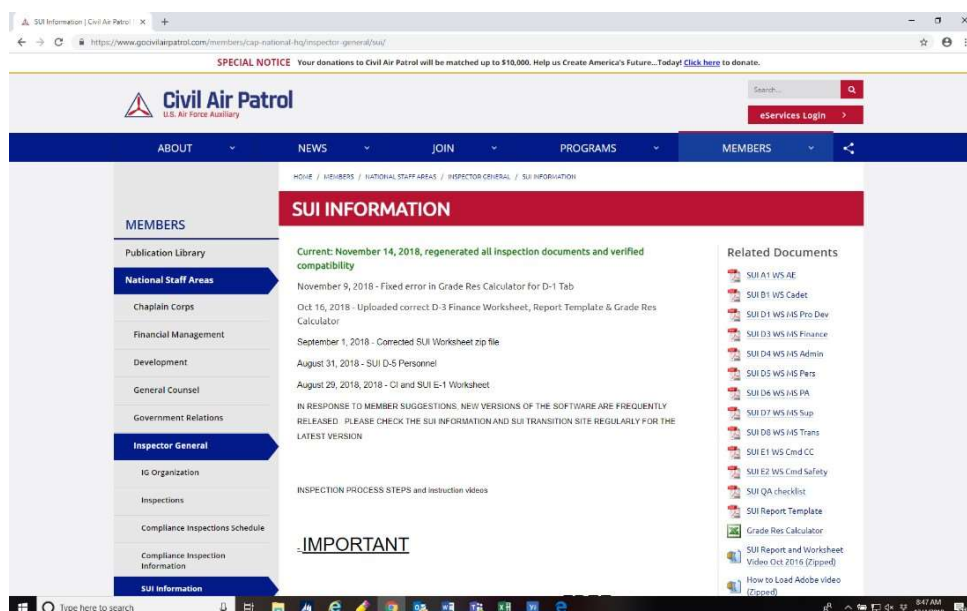 SUI Information | Civil Air Patrol
https://www.gocivilairpatrol.com/members/cap-national-hq/inspector-general/sui/
SPECIAL NOTICE Your donations to Civil Air Patrol will be matched up to $10,000. Help us Create America's Future...Today! Click here to donate.
Civil Air Patrol
U.S. Air Force Auxiliary
Search...
eServices Login >
ABOUT NEWS JOIN PROGRAMS MEMBERS
HOME / MEMBERS / NATIONAL STAFF AREAS / INSPECTOR GENERAL / SUI INFORMATION
MEMBERS
Publication Library
National Staff Areas
Chaplain Corps
Financial Management
Development
General Counsel
Government Relations
Inspector General
IG Organization
Inspections
Compliance Inspections Schedule
Compliance Inspection
Information
SUI Information
SUI INFORMATION
Current: November 14, 2018, regenerated all inspection documents and verified
compatibility
November 9, 2018 - Fixed error in Grade Res Calculator for D-1 Tab
Oct 16, 2018 - Uploaded correct D-3 Finance Worksheet, Report Template & Grade Res
Calculator
September 1, 2018 - Corrected SUI Worksheet zip file
August 31, 2018 - SUI D-5 Personnel
August 29, 2018, 2018 - CI and SUI E-1 Worksheet
IN RESPONSE TO MEMBER SUGGESTIONS, NEW VERSIONS OF THE SOFTWARE ARE FREQUENTLY
RELEASED. PLEASE CHECK THE SUI INFORMATION AND SUI TRANSITION SITE REGULARLY FOR THE
LATEST VERSION
INSPECTION PROCESS STEPS and Instruction videos
IMPORTANT
Related Documents
SUI A1 WS AE
SUI B1 WS Cadet
SUI D1 WS MS Pro Dev
SUI D3 WS MS Finance
SUI D4 WS MS Admin
SUI D5 WS MS Pers
SUI D6 WS MS PA
SUI D7 WS MS Sup
SUI D8 WS MS Trans
SUI E1 WS Cmd CC
SUI E2 WS Cmd Safety
SUI QA checklist
SUI Report Template
Grade Res Calculator
SUI Report and Worksheet
Video Oct 2016 (Zipped)
How to Load Adobe video
(Zipped)
Type here to search
8:47 AM